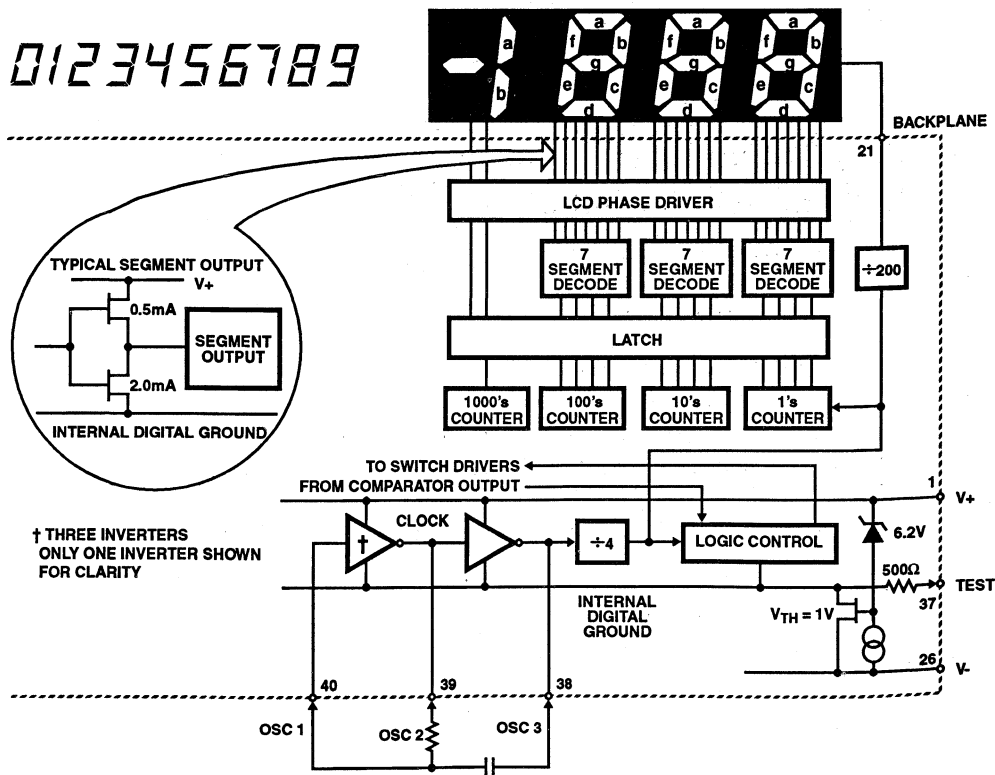 0123456789
a
b
a
f
b
g
e
c
d
a
f
b
g
e
c
d
a
f
b
g
e
c
d
BACKPLANE
21
LCD PHASE DRIVER
TYPICAL SEGMENT OUTPUT
V+
0.5mA
SEGMENT
OUTPUT
2.0mA
INTERNAL DIGITAL GROUND
7
SEGMENT
DECODE
7
SEGMENT
DECODE
7
SEGMENT
DECODE
÷200
LATCH
1000's
COUNTER
100's
COUNTER
10's
COUNTER
1's
COUNTER
TO SWITCH DRIVERS
FROM COMPARATOR OUTPUT
1
V+
† THREE INVERTERS
ONLY ONE INVERTER SHOWN
FOR CLARITY
†
CLOCK
÷4
LOGIC CONTROL
6.2V
500Ω
TEST
37
INTERNAL
DIGITAL
GROUND
VTH = 1V
26
V-
40
39
38
OSC 1
OSC 2
OSC 3